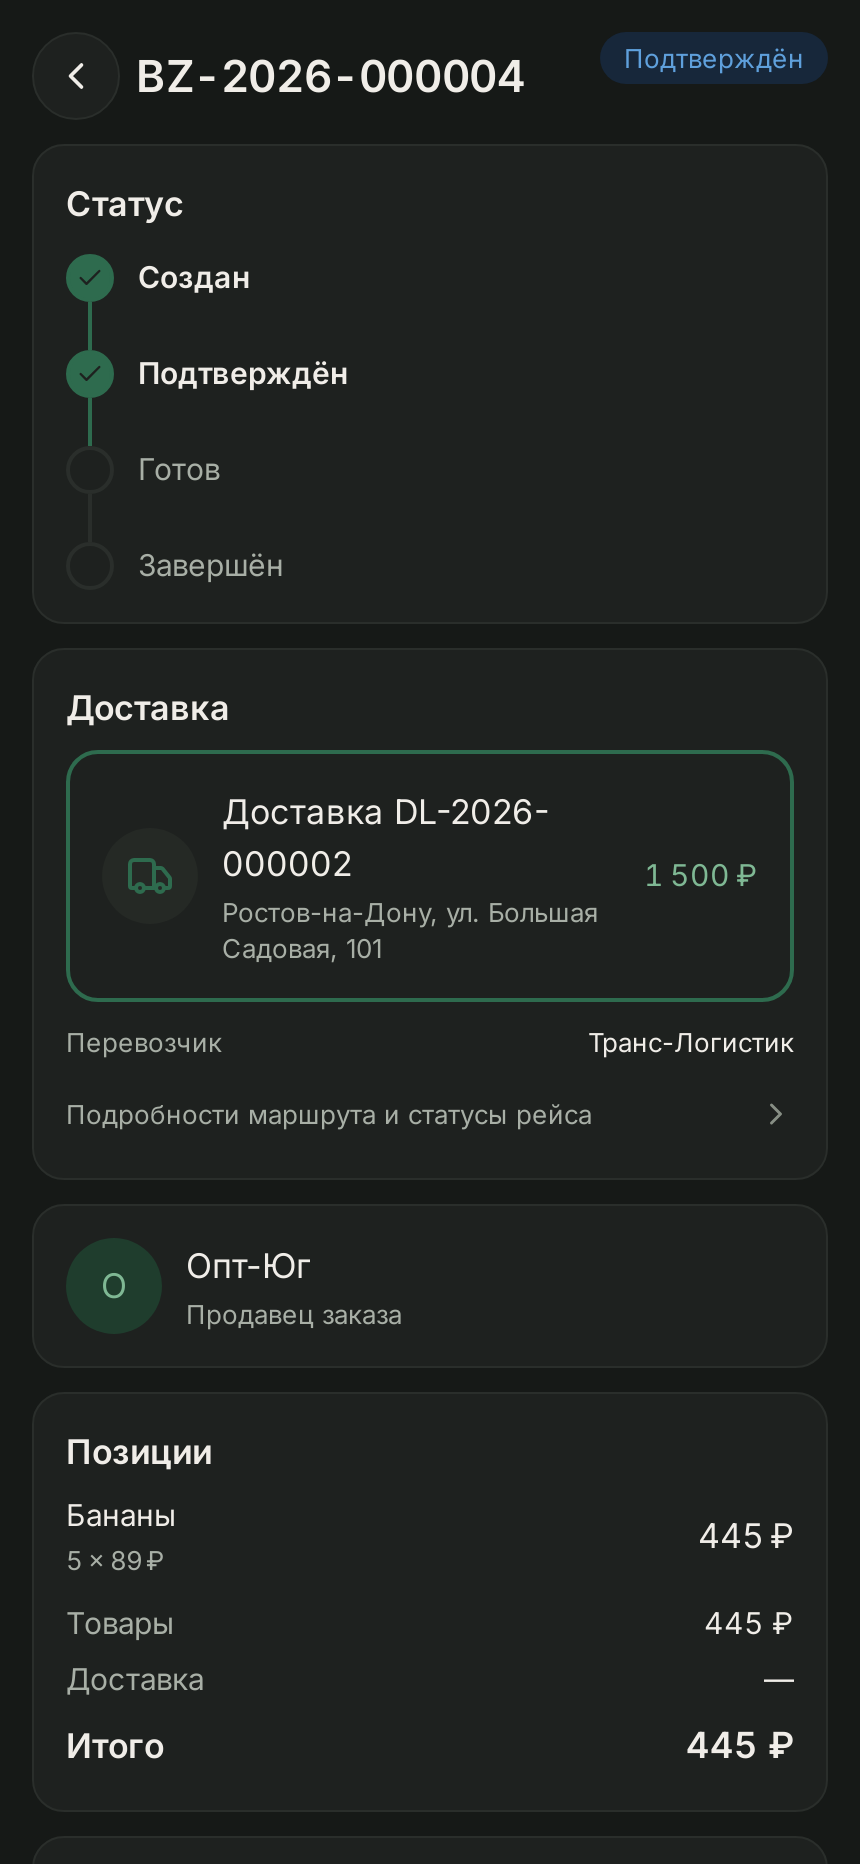 BZ-2026-000004
Подтверждён
Статус
Создан
Подтверждён
Готов
Завершён
Доставка
Доставка DL-2026-
000002
1 500 ₽
Ростов-на-Дону, ул. Большая
Садовая, 101
Перевозчик
Транс-Логистик
Подробности маршрута и статусы рейса
О
Опт-Юг
Продавец заказа
Позиции
Бананы
445 ₽
5 × 89 ₽
Товары
445 ₽
Доставка
—
Итого
445 ₽